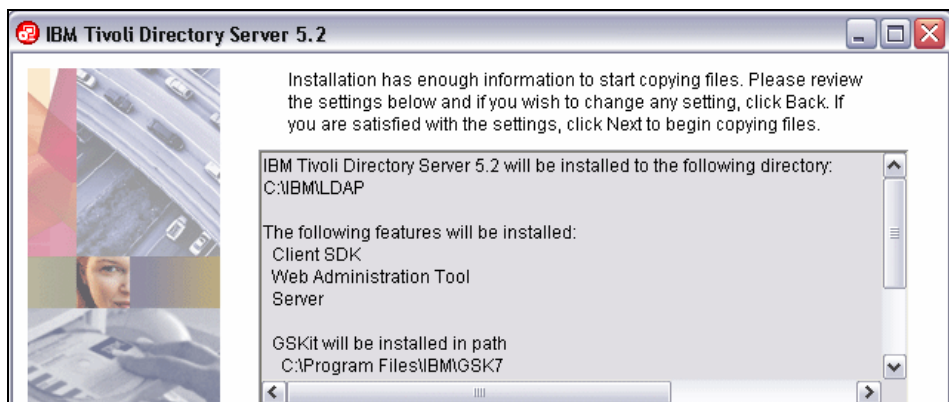 IBM Tivoli Directory Server 5.2
Installation has enough information to start copying files. Please review
the settings below and if you wish to change any setting, click Back. If
you are satisfied with the settings, click Next to begin copying files.
IBM Tivoli Directory Server 5.2 will be installed to the following directory:
C:\IBM\LDAP
The following features will be installed:
Client SDK
Web Administration Tool
Server
GSKit will be installed in path
C:\Program Files\IBM\GSK7